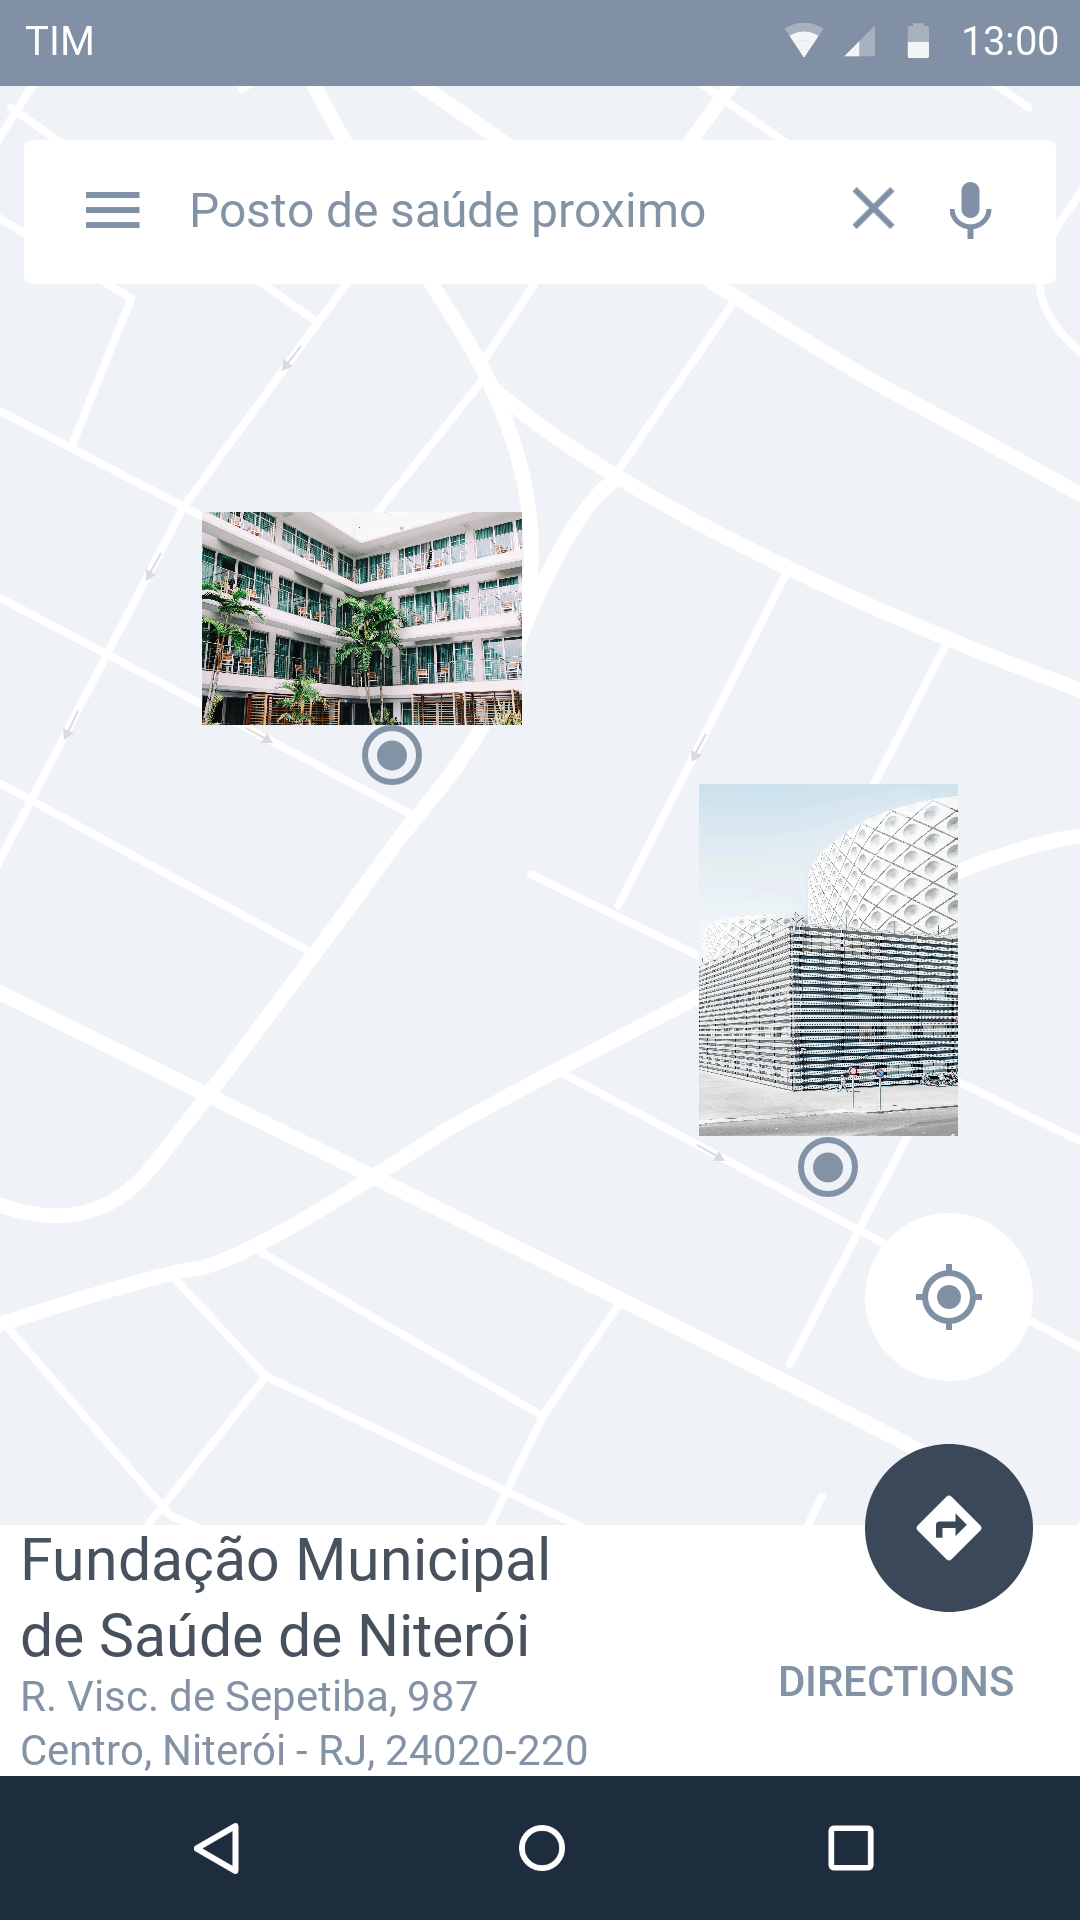 TIM 13:00
Posto de saúde proximo
Fundação Municipal
de Saúde de Niterói
R. Visc. de Sepetiba, 987
DIRECTIONS
Centro, Niterói - RJ, 24020-220